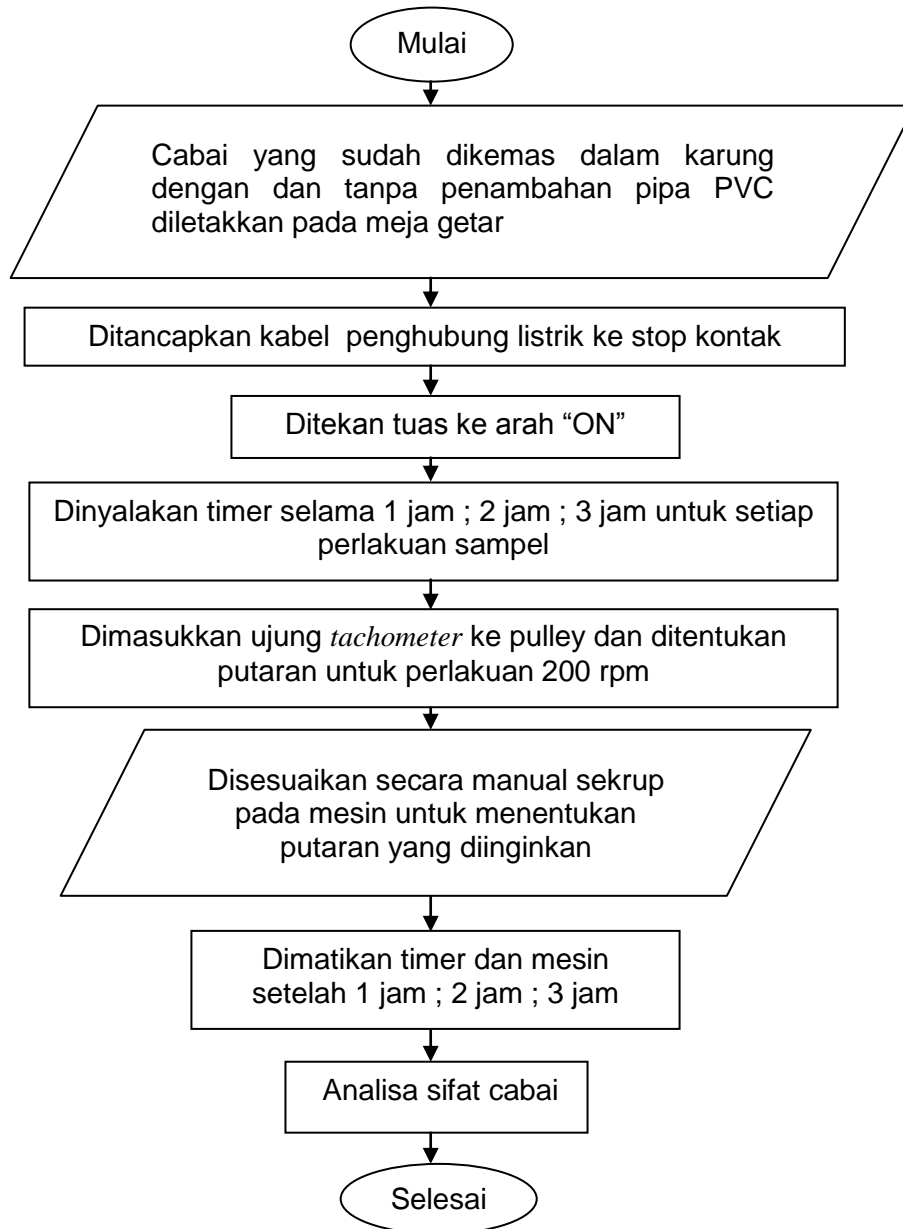 Mulai
Cabai yang sudah dikemas dalam karung
dengan dan tanpa penambahan pipa PVC
diletakkan pada meja getar
Ditancapkan kabel penghubung listrik ke stop kontak
Ditekan tuas ke arah “ON”
Dinyalakan timer selama 1 jam ; 2 jam ; 3 jam untuk setiap
perlakuan sampel
Dimasukkan ujung tachometer ke pulley dan ditentukan
putaran untuk perlakuan 200 rpm
Disesuaikan secara manual sekrup
pada mesin untuk menentukan
putaran yang diinginkan
Dimatikan timer dan mesin
setelah 1 jam ; 2 jam ; 3 jam
Analisa sifat cabai
Selesai